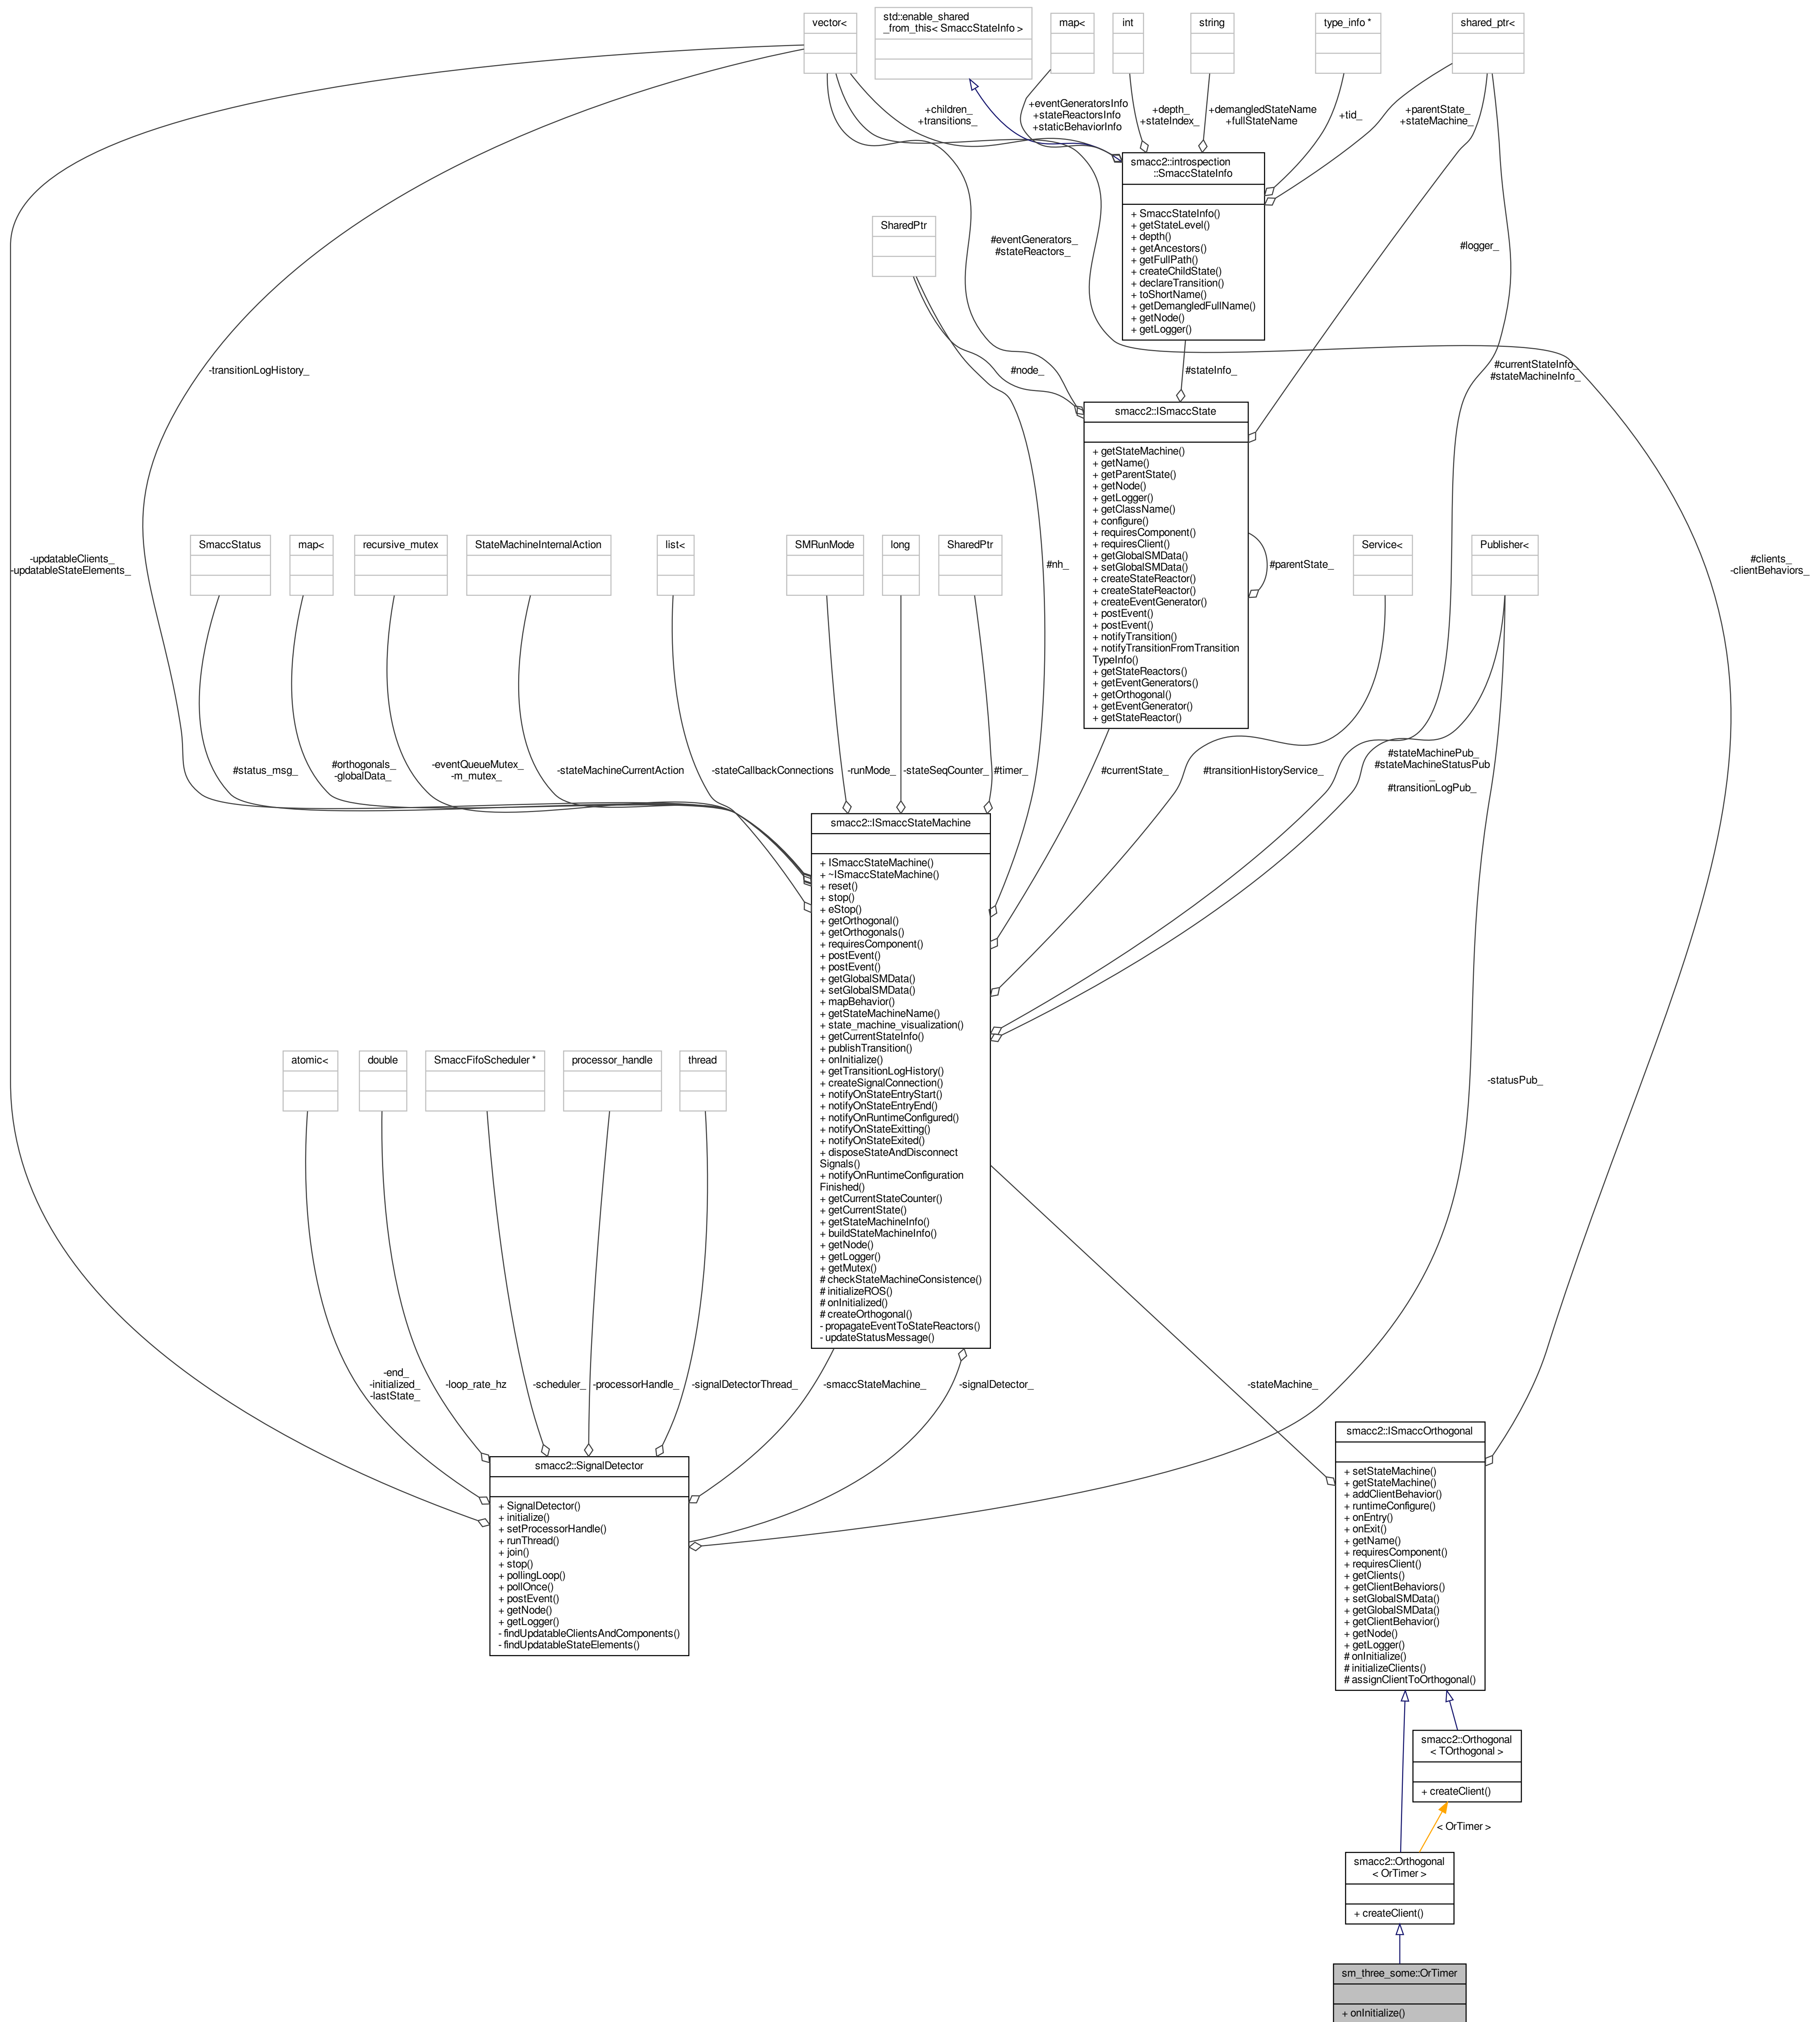 vector<
std::enable_shared
_from_this< SmaccStateInfo >
map<
int
string
type_info *
shared_ptr<
+children_
+transitions_
+eventGeneratorsInfo
+stateReactorsInfo
+staticBehaviorInfo
+depth_
+stateIndex_
+demangledStateName
+fullStateName
+tid_
+parentState_
+stateMachine_
smacc2::introspection
::SmaccStateInfo
+ SmaccStateInfo()
+ getStateLevel()
+ depth()
+ getAncestors()
+ getFullPath()
+ createChildState()
+ declareTransition()
+ toShortName()
+ getDemangledFullName()
+ getNode()
+ getLogger()
SharedPtr
#eventGenerators_
#stateReactors_
#logger_
-transitionLogHistory_
#node_
#stateInfo_
#currentStateInfo_
#stateMachineInfo_
smacc2::ISmaccState
+ getStateMachine()
+ getName()
+ getParentState()
+ getNode()
+ getLogger()
+ getClassName()
+ configure()
+ requiresComponent()
+ requiresClient()
+ getGlobalSMData()
+ setGlobalSMData()
+ createStateReactor()
+ createStateReactor()
+ createEventGenerator()
+ postEvent()
+ postEvent()
+ notifyTransition()
+ notifyTransitionFromTransition
TypeInfo()
+ getStateReactors()
+ getEventGenerators()
+ getOrthogonal()
+ getEventGenerator()
+ getStateReactor()
#parentState_
-updatableClients_
-updatableStateElements_
SmaccStatus
map<
recursive_mutex
StateMachineInternalAction
list<
SMRunMode
long
SharedPtr
#nh_
Service<
Publisher<
#clients_
-clientBehaviors_
#status_msg_
#orthogonals_
-globalData_
-eventQueueMutex_
-m_mutex_
-stateMachineCurrentAction
-stateCallbackConnections
-runMode_
-stateSeqCounter_
#timer_
#currentState_
#transitionHistoryService_
#stateMachinePub_
#stateMachineStatusPub
_
#transitionLogPub_
smacc2::ISmaccStateMachine
+ ISmaccStateMachine()
+ ~ISmaccStateMachine()
+ reset()
+ stop()
+ eStop()
+ getOrthogonal()
+ getOrthogonals()
+ requiresComponent()
+ postEvent()
+ postEvent()
+ getGlobalSMData()
+ setGlobalSMData()
+ mapBehavior()
+ getStateMachineName()
+ state_machine_visualization()
+ getCurrentStateInfo()
+ publishTransition()
+ onInitialize()
+ getTransitionLogHistory()
+ createSignalConnection()
+ notifyOnStateEntryStart()
+ notifyOnStateEntryEnd()
+ notifyOnRuntimeConfigured()
+ notifyOnStateExitting()
+ notifyOnStateExited()
+ disposeStateAndDisconnect
Signals()
+ notifyOnRuntimeConfiguration
Finished()
+ getCurrentStateCounter()
+ getCurrentState()
+ getStateMachineInfo()
+ buildStateMachineInfo()
+ getNode()
+ getLogger()
+ getMutex()
# checkStateMachineConsistence()
# initializeROS()
# onInitialized()
# createOrthogonal()
- propagateEventToStateReactors()
- updateStatusMessage()
atomic<
double
SmaccFifoScheduler *
processor_handle
thread
-statusPub_
-end_
-initialized_
-lastState_
-loop_rate_hz
-scheduler_
-processorHandle_
-signalDetectorThread_
-smaccStateMachine_
-signalDetector_
-stateMachine_
smacc2::SignalDetector
+ SignalDetector()
+ initialize()
+ setProcessorHandle()
+ runThread()
+ join()
+ stop()
+ pollingLoop()
+ pollOnce()
+ postEvent()
+ getNode()
+ getLogger()
- findUpdatableClientsAndComponents()
- findUpdatableStateElements()
smacc2::ISmaccOrthogonal
+ setStateMachine()
+ getStateMachine()
+ addClientBehavior()
+ runtimeConfigure()
+ onEntry()
+ onExit()
+ getName()
+ requiresComponent()
+ requiresClient()
+ getClients()
+ getClientBehaviors()
+ setGlobalSMData()
+ getGlobalSMData()
+ getClientBehavior()
+ getNode()
+ getLogger()
# onInitialize()
# initializeClients()
# assignClientToOrthogonal()
smacc2::Orthogonal
< TOrthogonal >
+ createClient()
< OrTimer >
smacc2::Orthogonal
< OrTimer >
+ createClient()
sm_three_some::OrTimer
+ onInitialize()